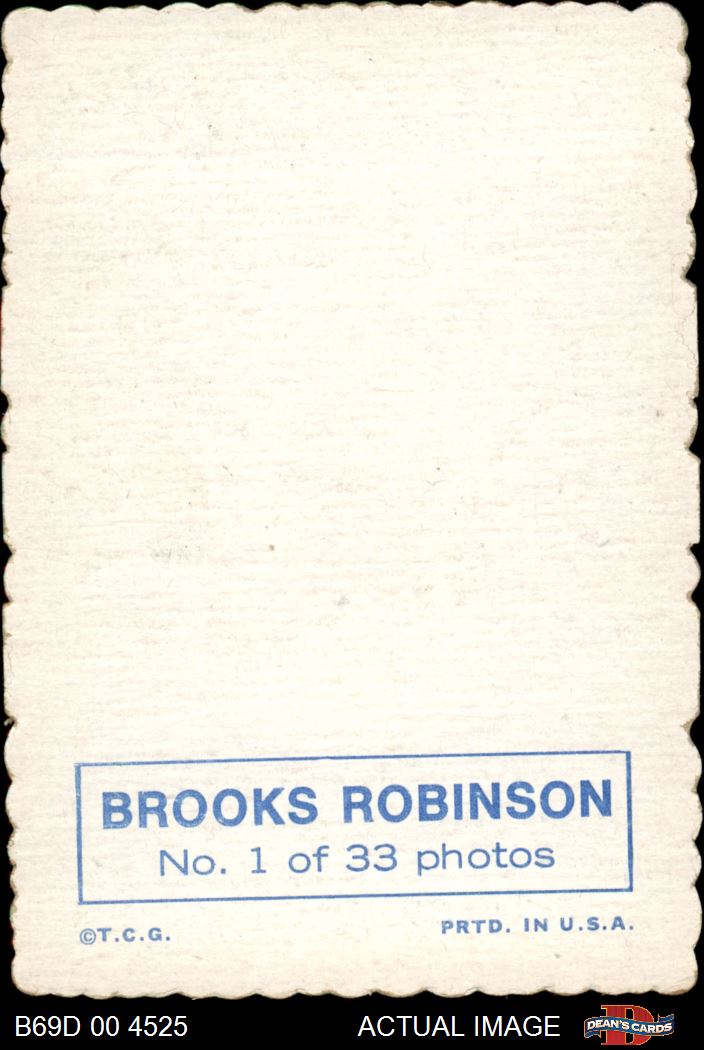 BROOKS ROBINSON
No. 1 of 33 photos
©T.C.G.
PRTD. IN U.S.A.
B69D 00 4525
ACTUAL IMAGE
DEAN'S CARDS